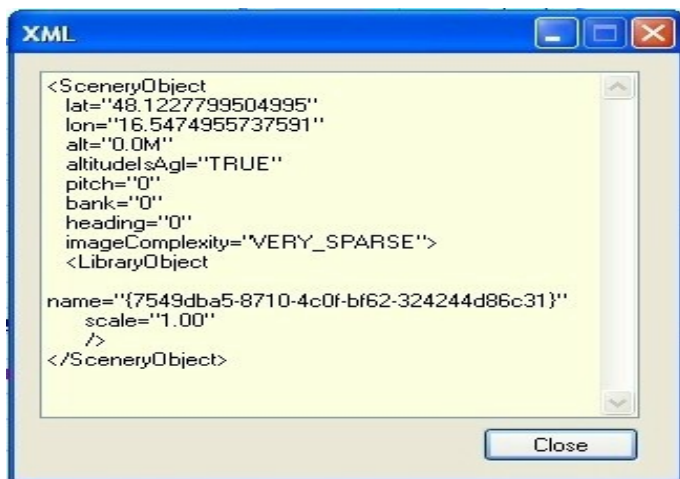 XML
<SceneryObject
lat="48.1227799504995"
lon="16.5474955737591"
alt="0.0M"
altitudeIsAgl="TRUE"
pitch="0"
bank="0"
heading="0"
imageComplexity="VERY_SPARSE">
<LibraryObject
name="{7549dba5-8710-4c0f-bf62-324244d86c31}"
scale="1.00"
/>
</SceneryObject>
Close